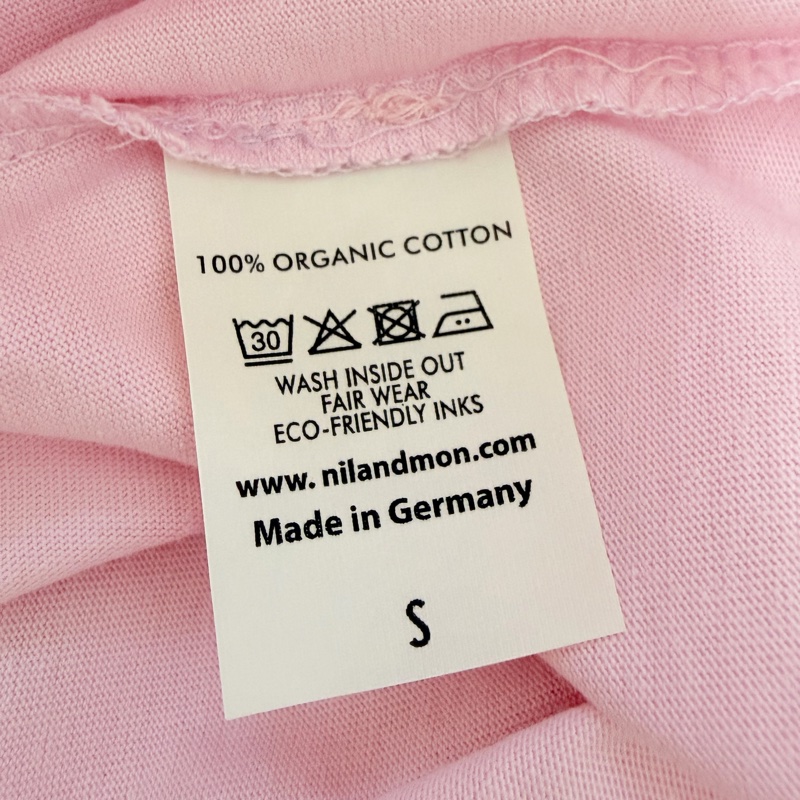 100% ORGANIC COTTON
30
WASH INSIDE OUT
FAIR WEAR
ECO-FRIENDLY INKS
www. nilandmon.com
Made in Germany
S